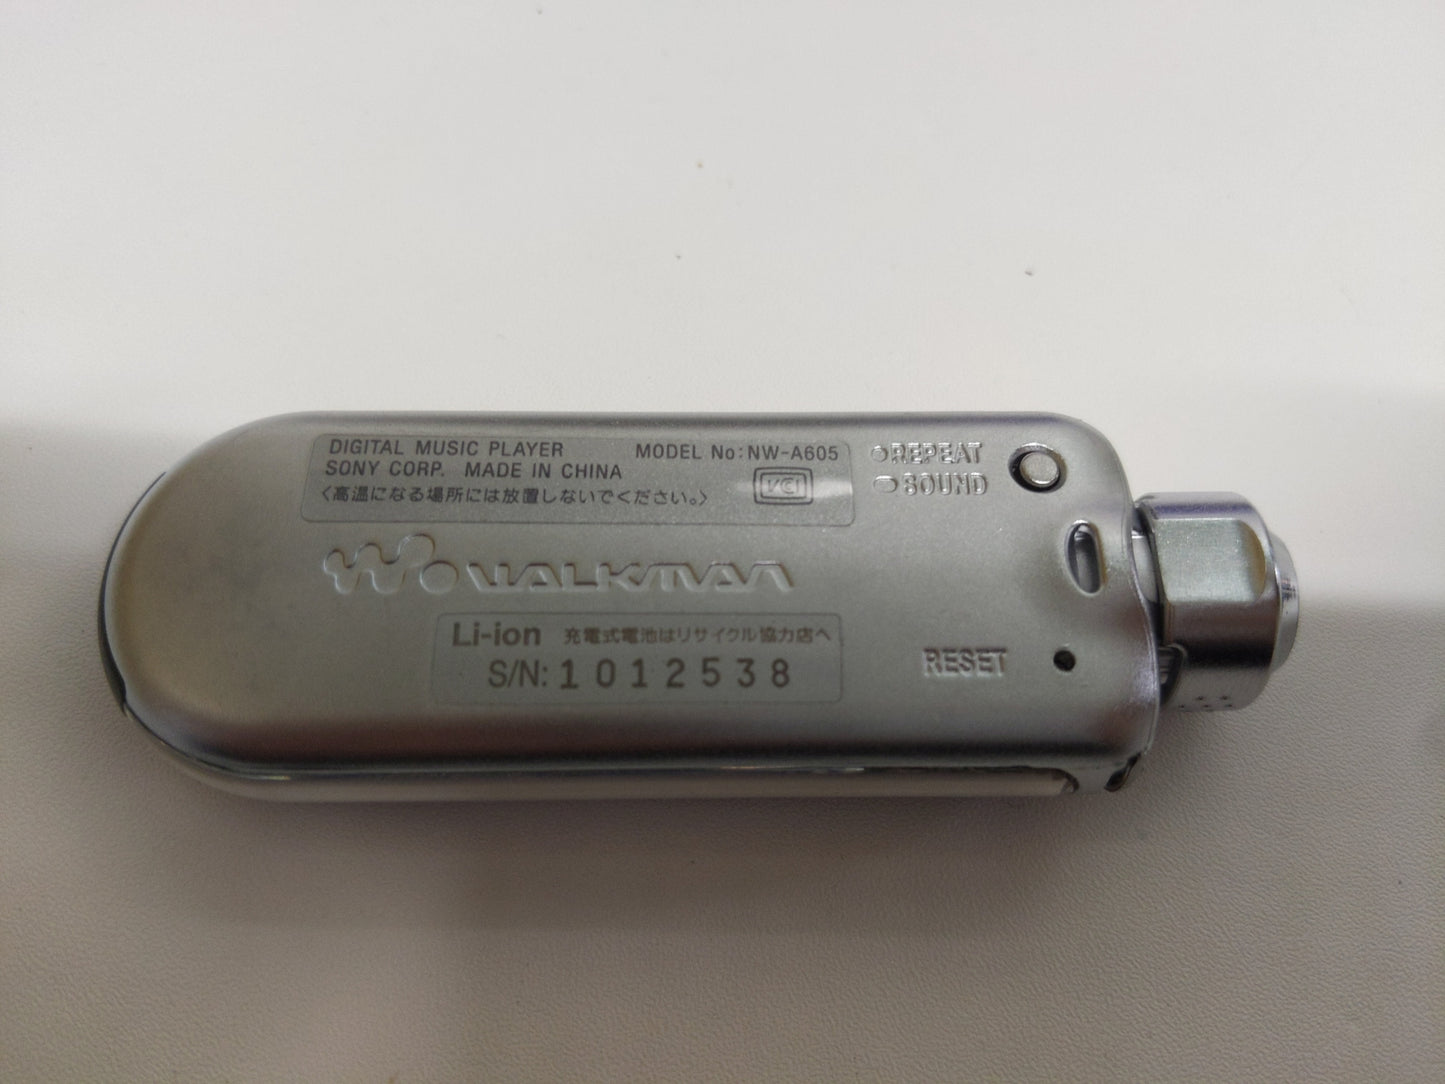 DIGITAL MUSIC PLAYER MODEL No:NW-A605
SONY CORP. MADE IN CHINA
<高温になる場所には放置しないでください。>
VCI
REPEAT
SOUND
WALKMAN
Li-ion 充電式電池はリサイクル協力店へ
S/N: 1012538
RESET